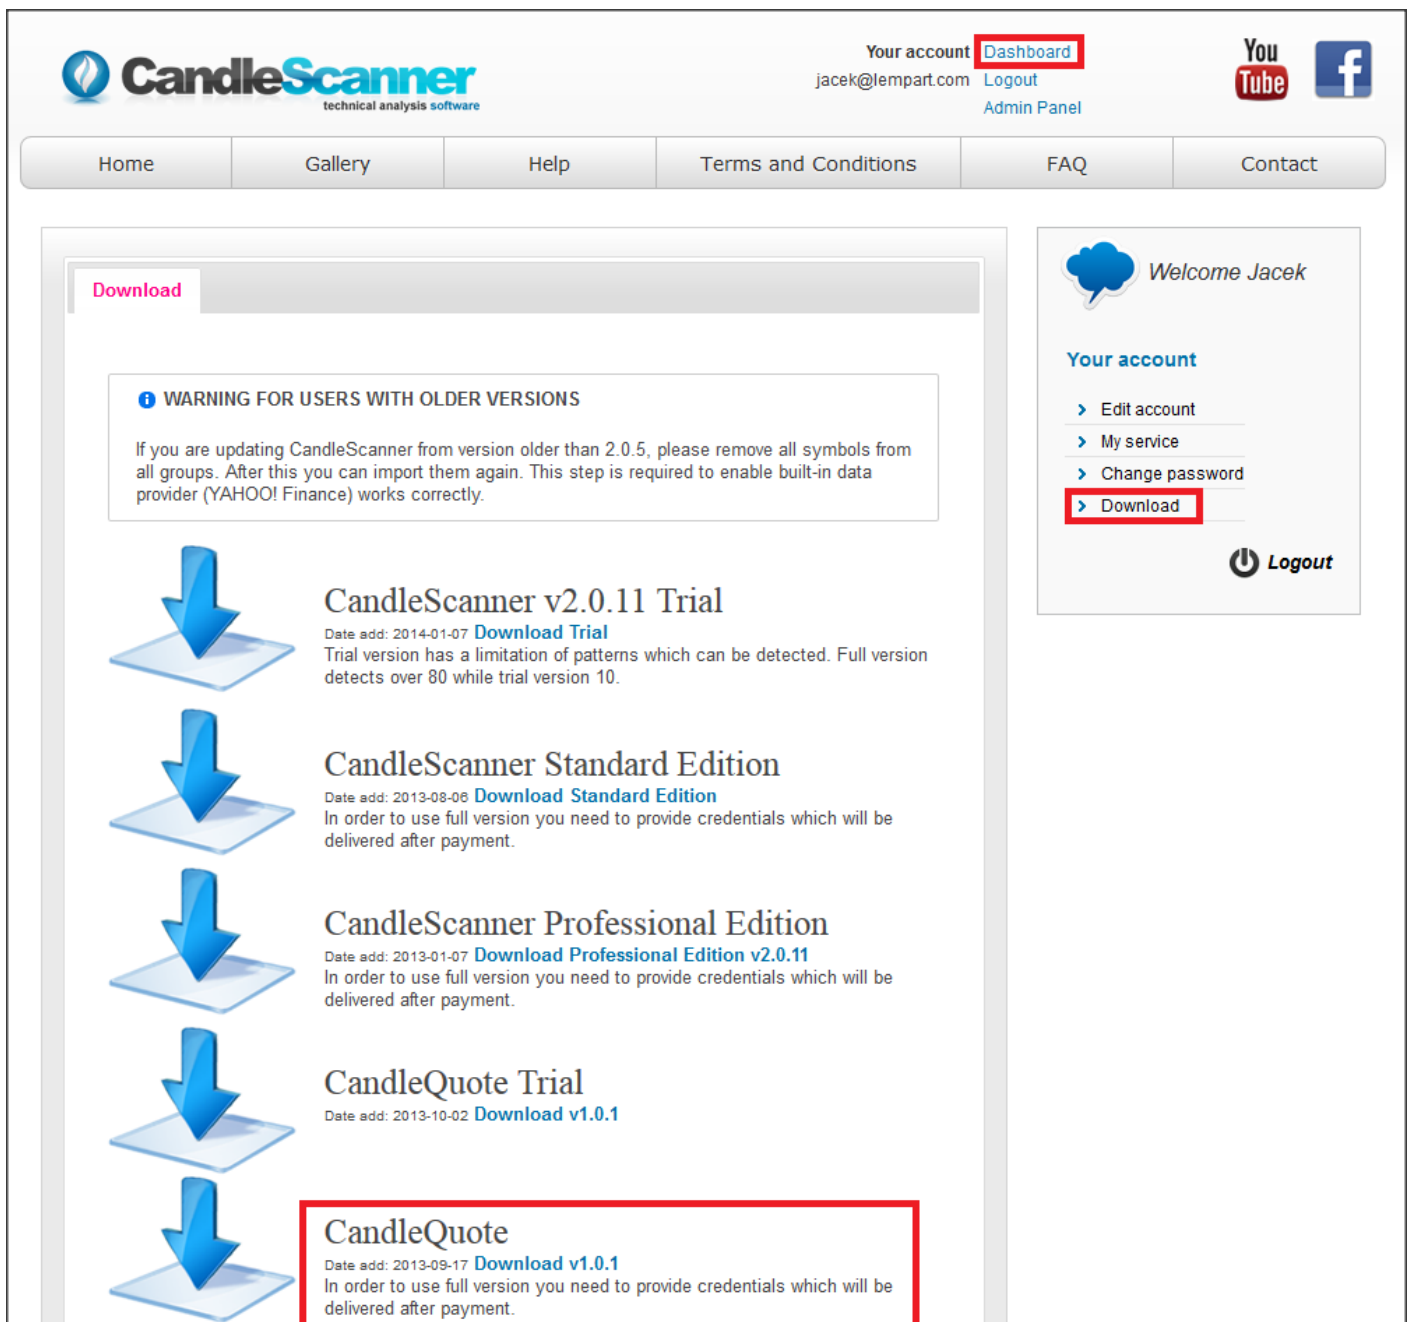 CandleScanner
technical analysis software
Your account Dashboard
jacek@lempart.com Logout
Admin Panel
You
Tube
f
Home Gallery Help Terms and Conditions FAQ Contact
Download
WARNING FOR USERS WITH OLDER VERSIONS
If you are updating CandleScanner from version older than 2.0.5, please remove all symbols from
all groups. After this you can import them again. This step is required to enable built-in data
provider (YAHOO! Finance) works correctly.
CandleScanner v2.0.11 Trial
Date add: 2014-01-07 Download Trial
Trial version has a limitation of patterns which can be detected. Full version
detects over 80 while trial version 10.
CandleScanner Standard Edition
Date add: 2013-08-06 Download Standard Edition
In order to use full version you need to provide credentials which will be
delivered after payment.
CandleScanner Professional Edition
Date add: 2013-01-07 Download Professional Edition v2.0.11
In order to use full version you need to provide credentials which will be
delivered after payment.
CandleQuote Trial
Date add: 2013-10-02 Download v1.0.1
CandleQuote
Date add: 2013-09-17 Download v1.0.1
In order to use full version you need to provide credentials which will be
delivered after payment.
Welcome Jacek
Your account
Edit account
My service
Change password
Download
Logout